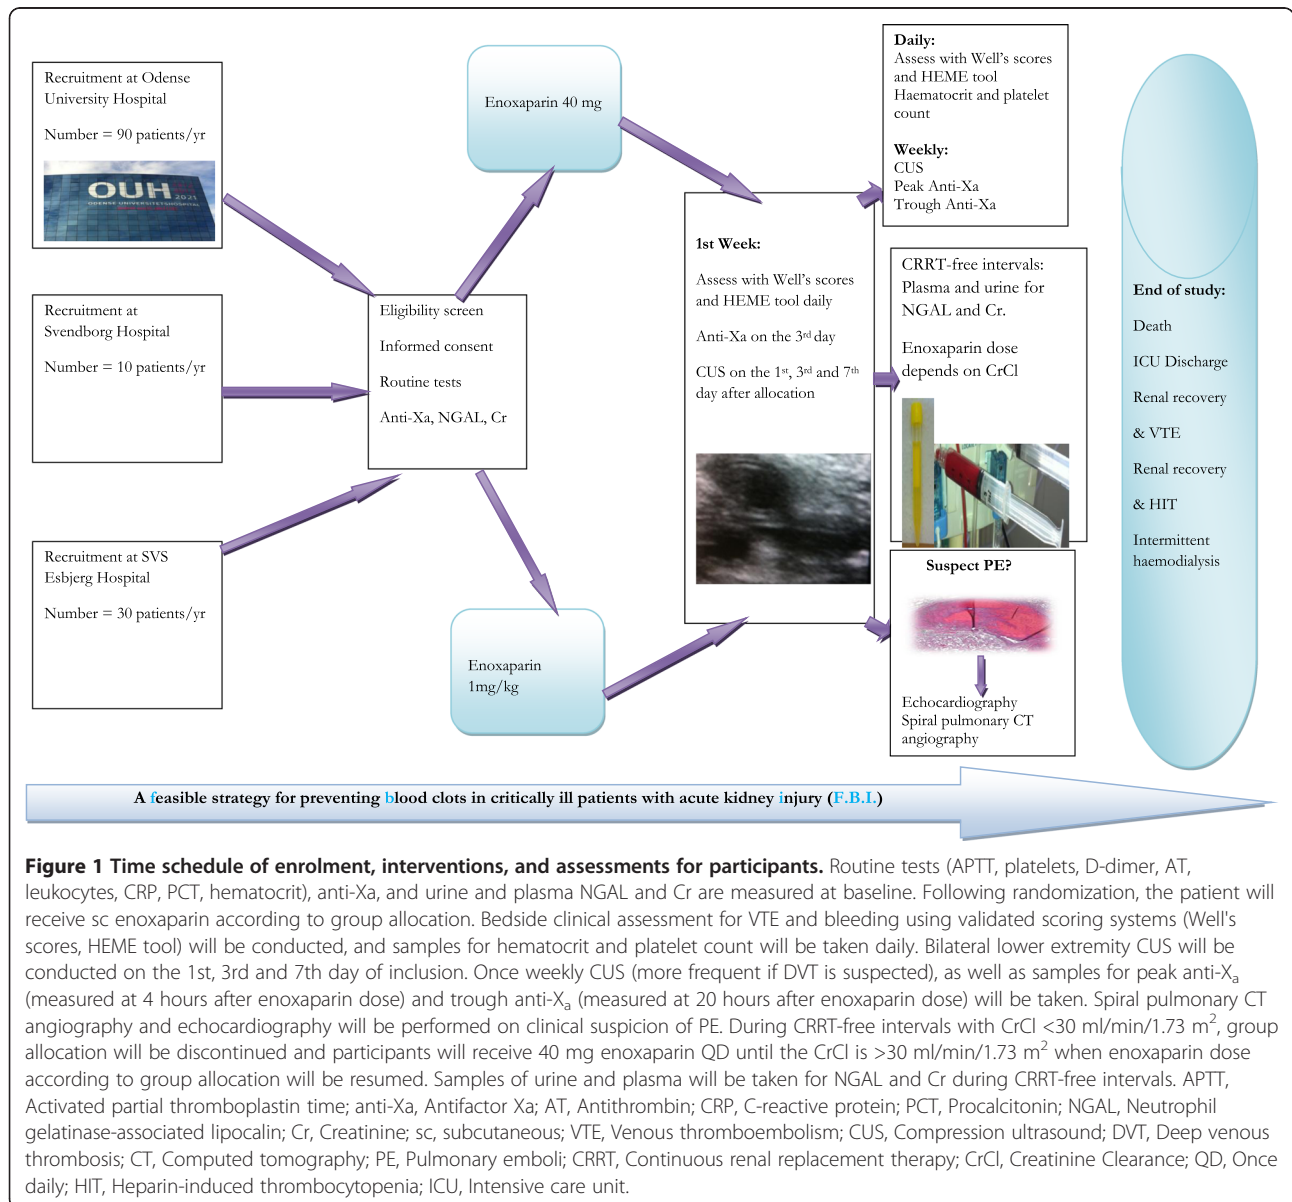 Recruitment at Odense
University Hospital
Number = 90 patients/yr
OUH
2021
ODENSE UNIVERSITETSHOSPITAL
Recruitment at
Svendborg Hospital
Number = 10 patients/yr
Recruitment at SVS
Esbjerg Hospital
Number = 30 patients/yr
Eligibility screen
Informed consent
Routine tests
Anti-Xa, NGAL, Cr
Enoxaparin 40 mg
Enoxaparin
1mg/kg
1st Week:
Assess with Well's scores
and HEME tool daily
Anti-Xa on the 3rd day
CUS on the 1st, 3rd and 7th
day after allocation
Daily:
Assess with Well's scores
and HEME tool
Haematocrit and platelet
count
Weekly:
CUS
Peak Anti-Xa
Trough Anti-Xa
CRRT-free intervals:
Plasma and urine for
NGAL and Cr.
Enoxaparin dose
depends on CrCl
Suspect PE?
Echocardiography
Spiral pulmonary CT
angiography
End of study:
Death
ICU Discharge
Renal recovery
& VTE
Renal recovery
& HIT
Intermittent
haemodialysis
A feasible strategy for preventing blood clots in critically ill patients with acute kidney injury (F.B.I.)
Figure 1 Time schedule of enrolment, interventions, and assessments for participants. Routine tests (APTT, platelets, D-dimer, AT,
leukocytes, CRP, PCT, hematocrit), anti-Xa, and urine and plasma NGAL and Cr are measured at baseline. Following randomization, the patient will
receive sc enoxaparin according to group allocation. Bedside clinical assessment for VTE and bleeding using validated scoring systems (Well's
scores, HEME tool) will be conducted, and samples for hematocrit and platelet count will be taken daily. Bilateral lower extremity CUS will be
conducted on the 1st, 3rd and 7th day of inclusion. Once weekly CUS (more frequent if DVT is suspected), as well as samples for peak anti-Xa
(measured at 4 hours after enoxaparin dose) and trough anti-Xa (measured at 20 hours after enoxaparin dose) will be taken. Spiral pulmonary CT
angiography and echocardiography will be performed on clinical suspicion of PE. During CRRT-free intervals with CrCl <30 ml/min/1.73 m², group
allocation will be discontinued and participants will receive 40 mg enoxaparin QD until the CrCl is >30 ml/min/1.73 m² when enoxaparin dose
according to group allocation will be resumed. Samples of urine and plasma will be taken for NGAL and Cr during CRRT-free intervals. APTT,
Activated partial thromboplastin time; anti-Xa, Antifactor Xa; AT, Antithrombin; CRP, C-reactive protein; PCT, Procalcitonin; NGAL, Neutrophil
gelatinase-associated lipocalin; Cr, Creatinine; sc, subcutaneous; VTE, Venous thromboembolism; CUS, Compression ultrasound; DVT, Deep venous
thrombosis; CT, Computed tomography; PE, Pulmonary emboli; CRRT, Continuous renal replacement therapy; CrCl, Creatinine Clearance; QD, Once
daily; HIT, Heparin-induced thrombocytopenia; ICU, Intensive care unit.